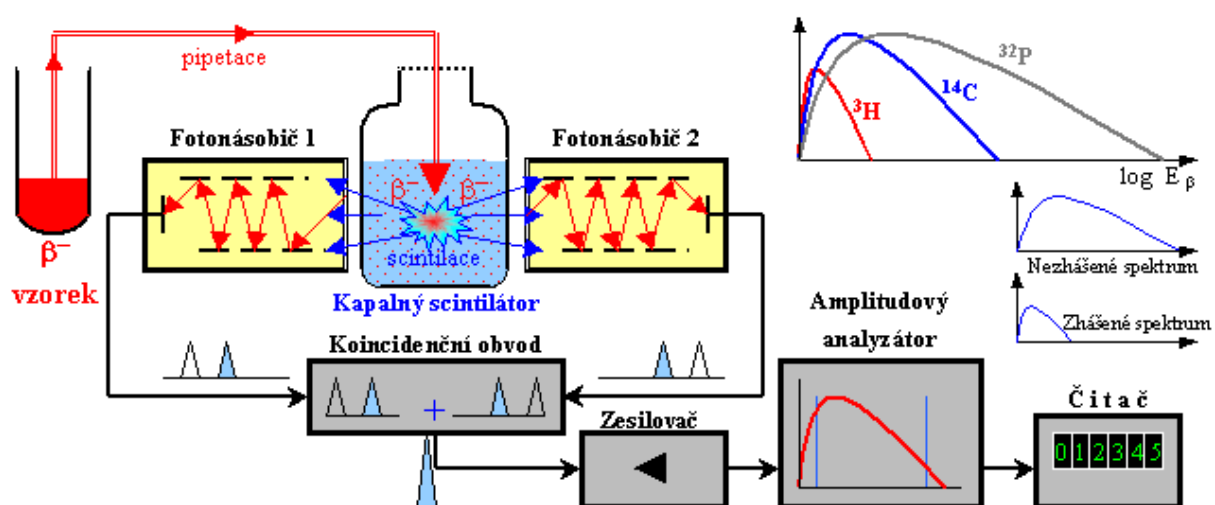 pipetace
β⁻
vzorek
Fotonásobič 1
Fotonásobič 2
β⁻ β⁻
scintilace
Kapalný scintilátor
³H
¹⁴C
³²P
log Eᵦ
Nezhášené spektrum
Zhášené spektrum
Koincidenční obvod
+
Zesilovač
Amplitudový
analyzátor
Čitač
012345